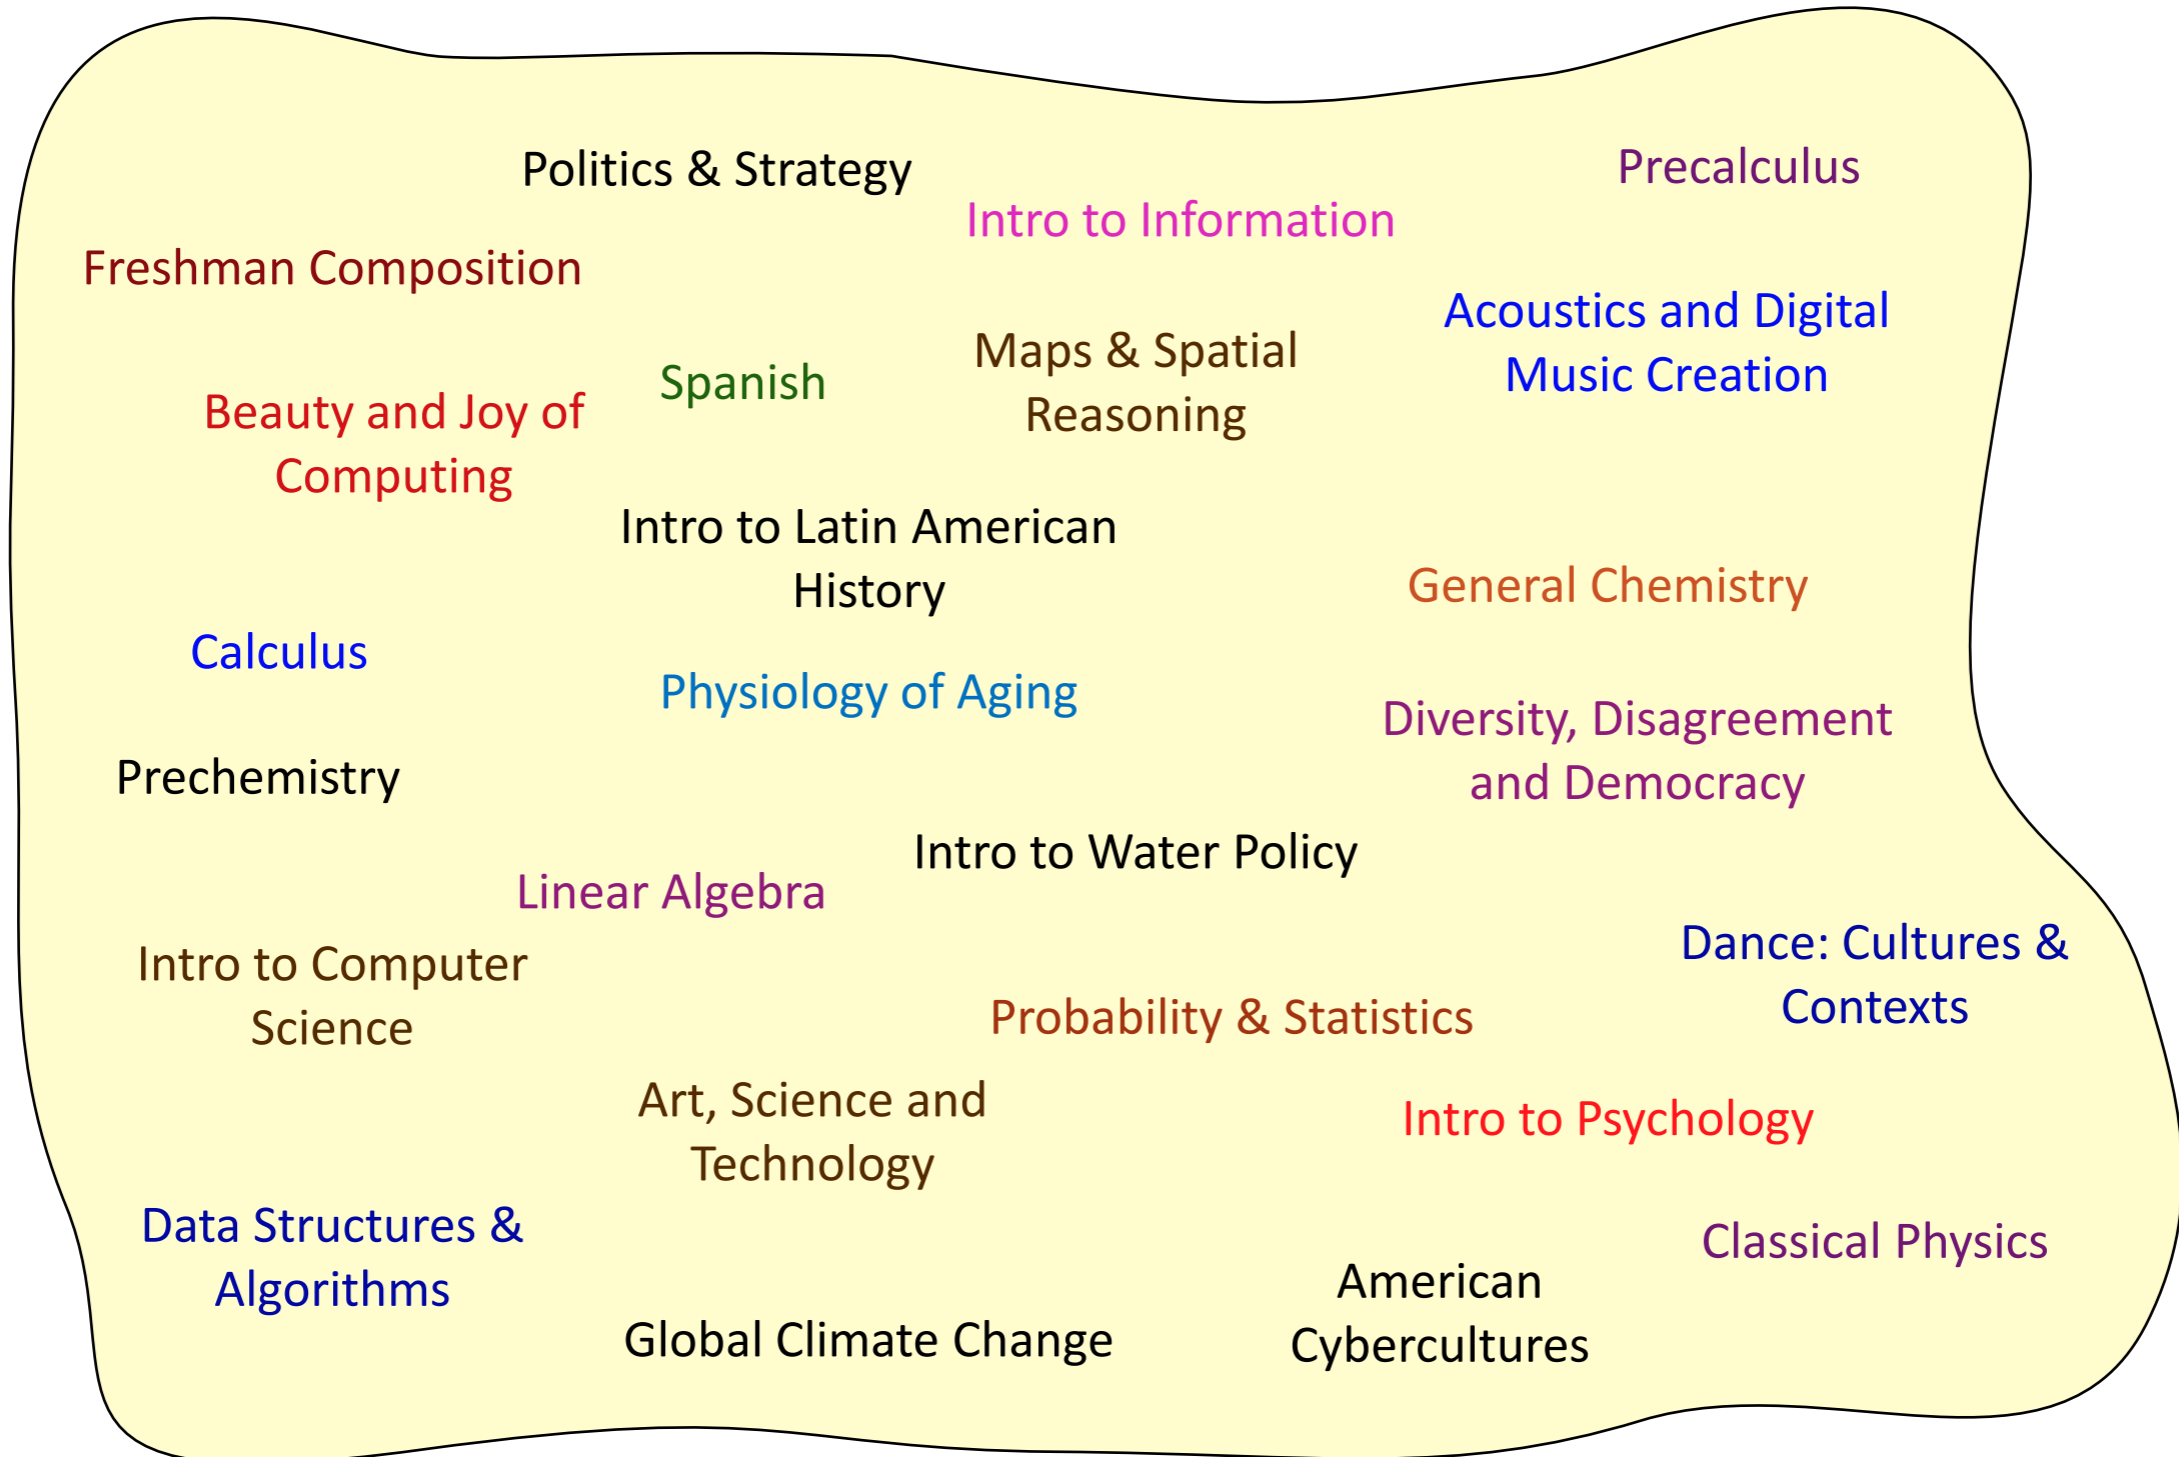 Politics & Strategy
Precalculus
Intro to Information
Freshman Composition
Acoustics and Digital
Music Creation
Maps & Spatial
Reasoning
Spanish
Beauty and Joy of
Computing
Intro to Latin American
History
General Chemistry
Calculus
Physiology of Aging
Diversity, Disagreement
and Democracy
Prechemistry
Intro to Water Policy
Linear Algebra
Dance: Cultures &
Contexts
Intro to Computer
Science
Probability & Statistics
Art, Science and
Technology
Intro to Psychology
Data Structures &
Algorithms
Classical Physics
American
Cybercultures
Global Climate Change